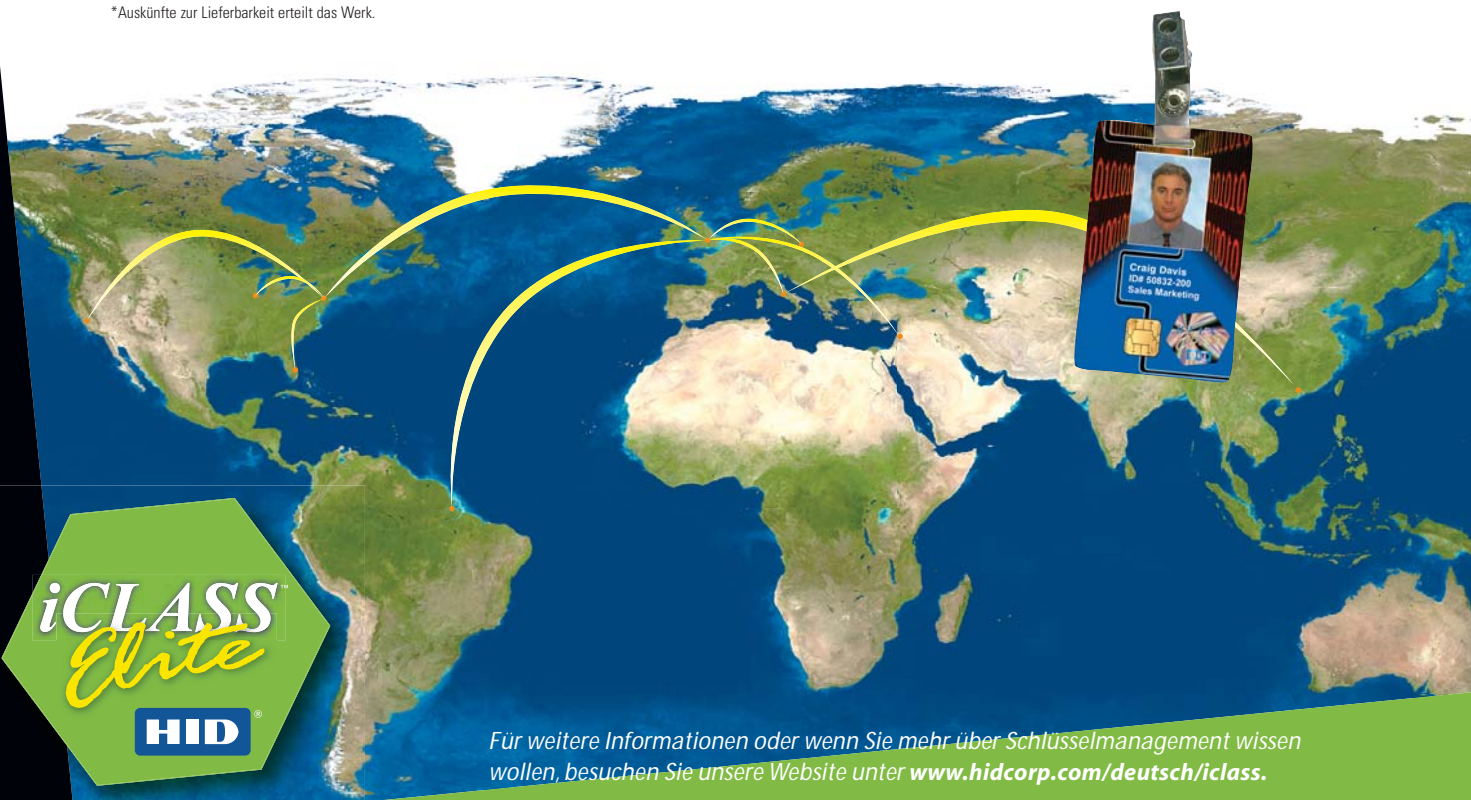 *Auskünfte zur Lieferbarkeit erteilt das Werk.
Craig Davis
ID# 50832-200
Sales Marketing
iCLASS™
Elite
HID®
Für weitere Informationen oder wenn Sie mehr über Schlüsselmanagement wissen
wollen, besuchen Sie unsere Website unter www.hidcorp.com/deutsch/iclass.